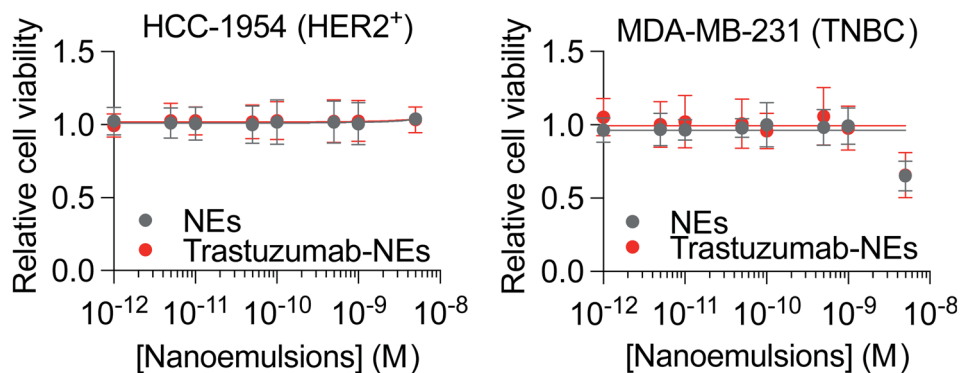 HCC-1954 (HER2⁺)
Relative cell viability
1.5
1.0
0.5
0.0
NEs
Trastuzumab-NEs
10⁻¹² 10⁻¹¹ 10⁻¹⁰ 10⁻⁹ 10⁻⁸
[Nanoemulsions] (M)
MDA-MB-231 (TNBC)
Relative cell viability
1.5
1.0
0.5
0.0
NEs
Trastuzumab-NEs
10⁻¹² 10⁻¹¹ 10⁻¹⁰ 10⁻⁹ 10⁻⁸
[Nanoemulsions] (M)